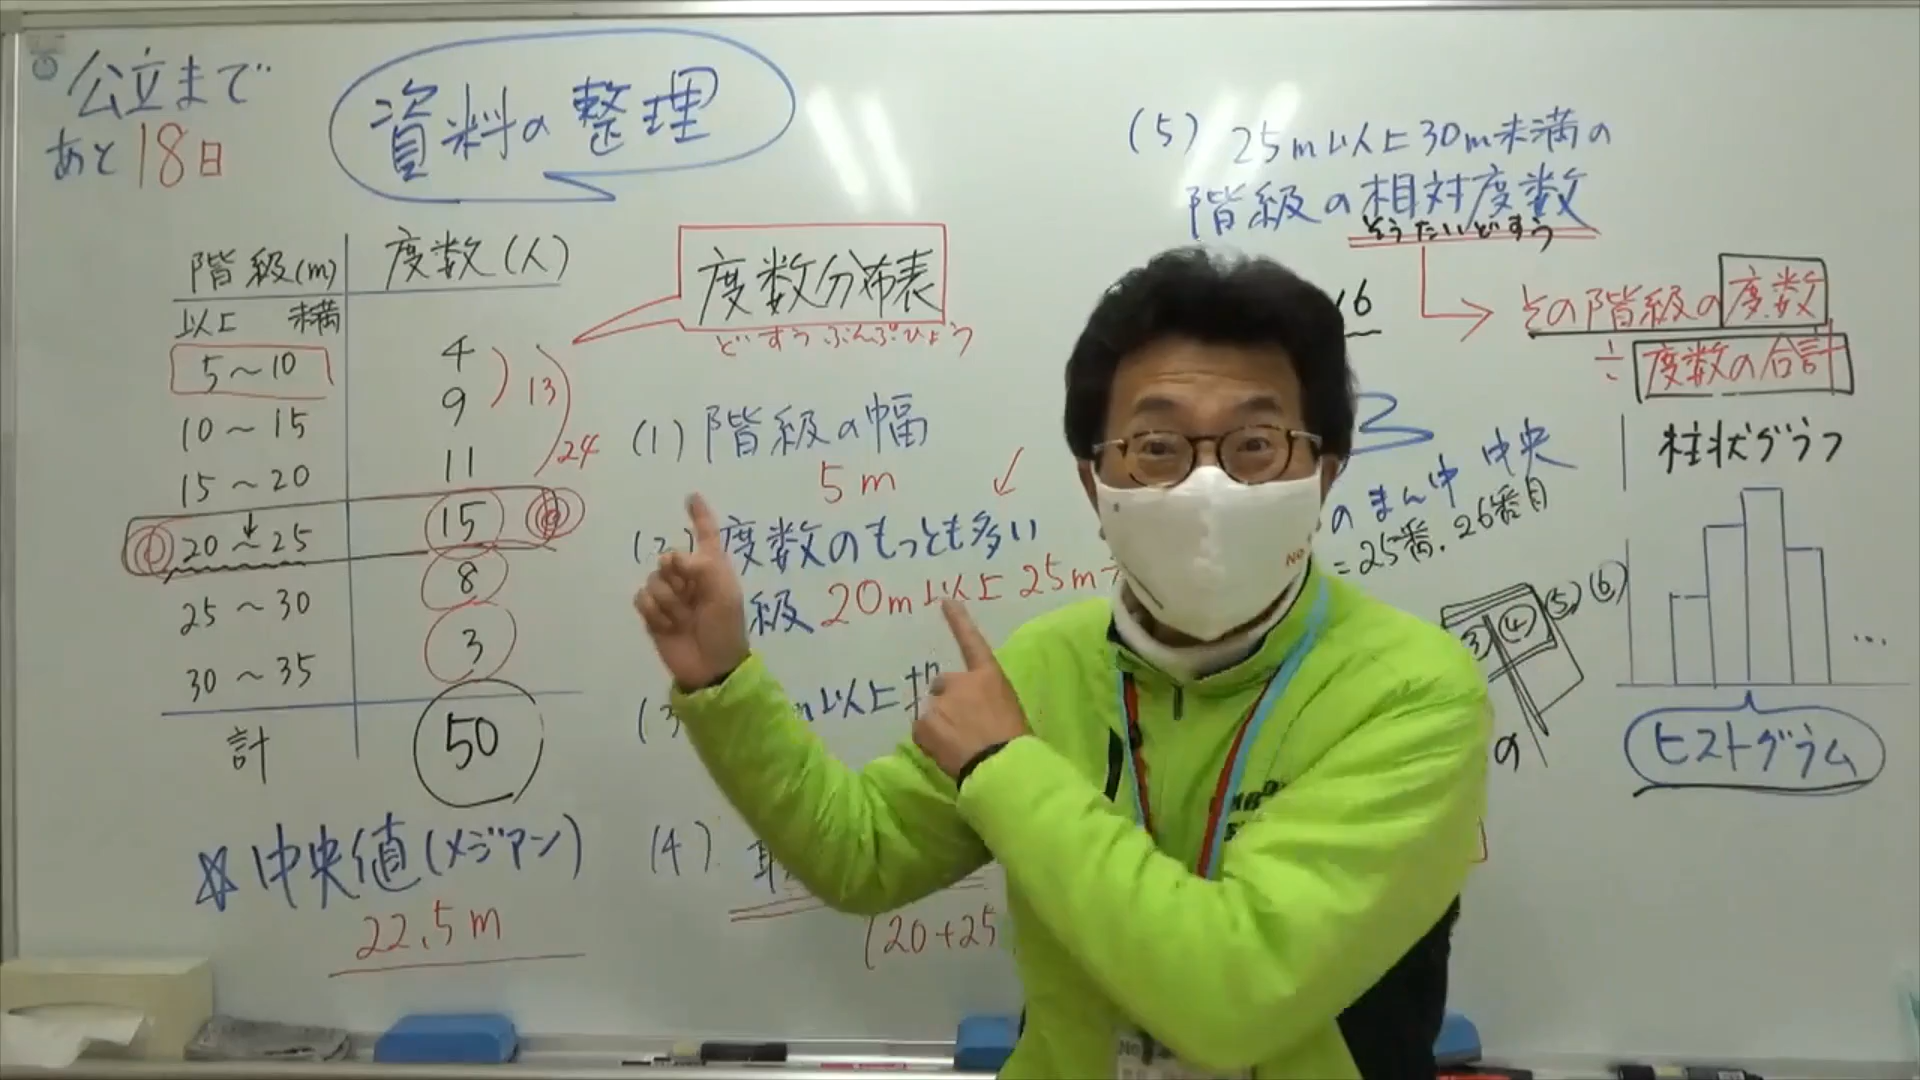 公立まで
あと18日
資料の整理
階級(m) 度数(人)
以上 未満
5～10 4
10～15 9
13
15～20 11
24
20～25 15
25～30 8
30～35 3
計 50
☆中央値(メジアン)
22.5m
度数分布表
どすうぶんぷひょう
(1) 階級の幅
5m
(2) 度数のもっとも多い
級 20m以上 25m
m以上
(4)
(20+25
(5) 25m以上30m未満の
階級の相対度数
そうたいどすう
その階級の度数
÷度数の合計
のまん中 中央
=25番.26番目
③ ④ ⑤ ⑥
の
柱状グラフ
...
ヒストグラム